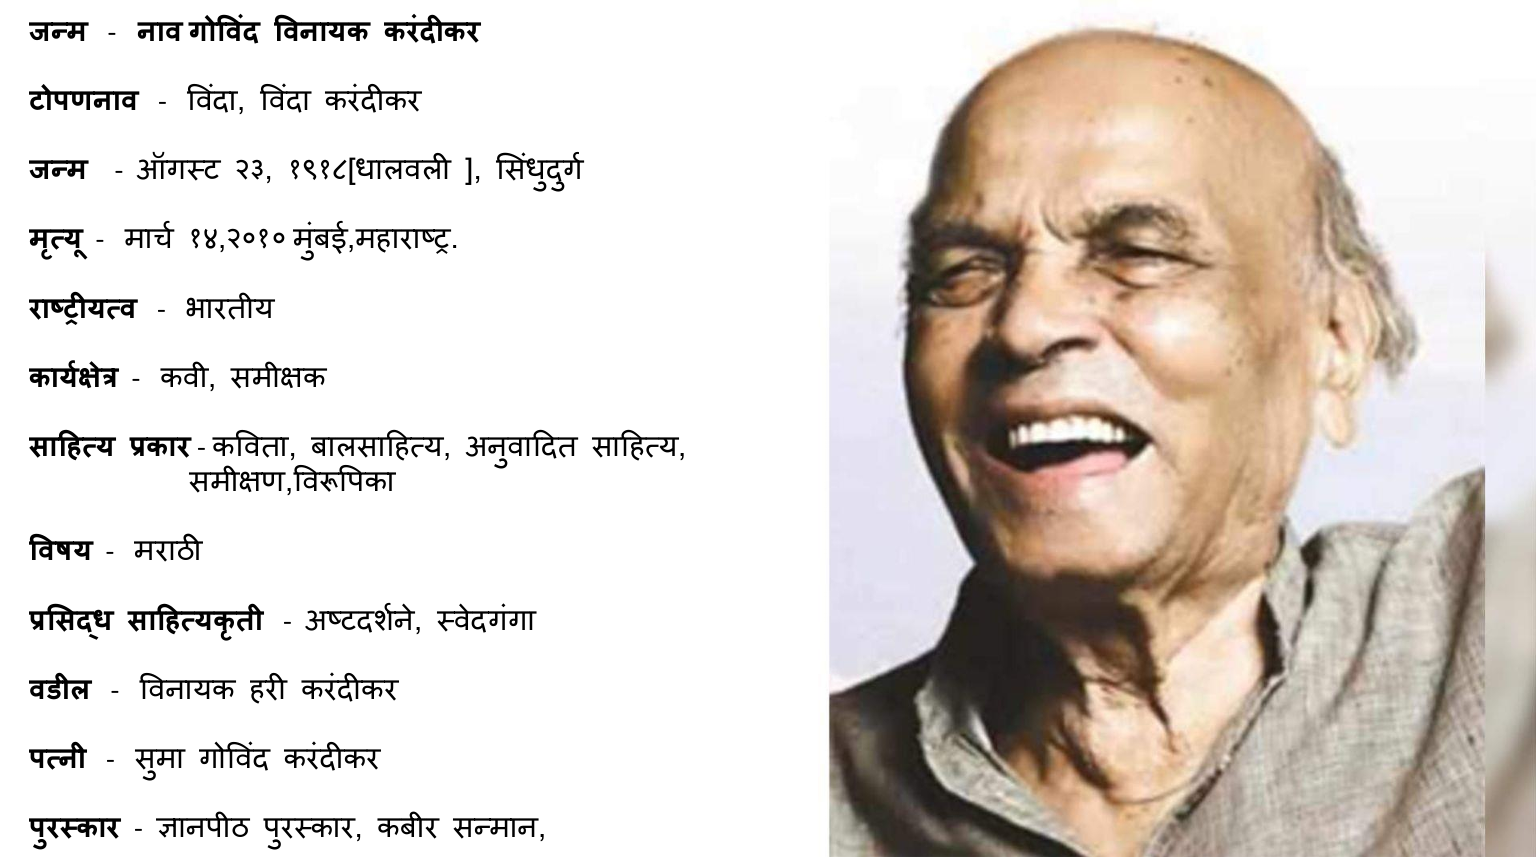 जन्म - नाव गोविंद विनायक करंदीकर
टोपणनाव - विंदा, विंदा करंदीकर
जन्म - ऑगस्ट २३, १९१८[धालवली ], सिंधुदुर्ग
मृत्यू - मार्च १४,२०१० मुंबई,महाराष्ट्र.
राष्ट्रीयत्व - भारतीय
कार्यक्षेत्र - कवी, समीक्षक
साहित्य प्रकार - कविता, बालसाहित्य, अनुवादित साहित्य,
समीक्षण,विरूपिका
विषय - मराठी
प्रसिद्ध साहित्यकृती - अष्टदर्शने, स्वेदगंगा
वडील - विनायक हरी करंदीकर
पत्नी - सुमा गोविंद करंदीकर
पुरस्कार - ज्ञानपीठ पुरस्कार, कबीर सन्मान,